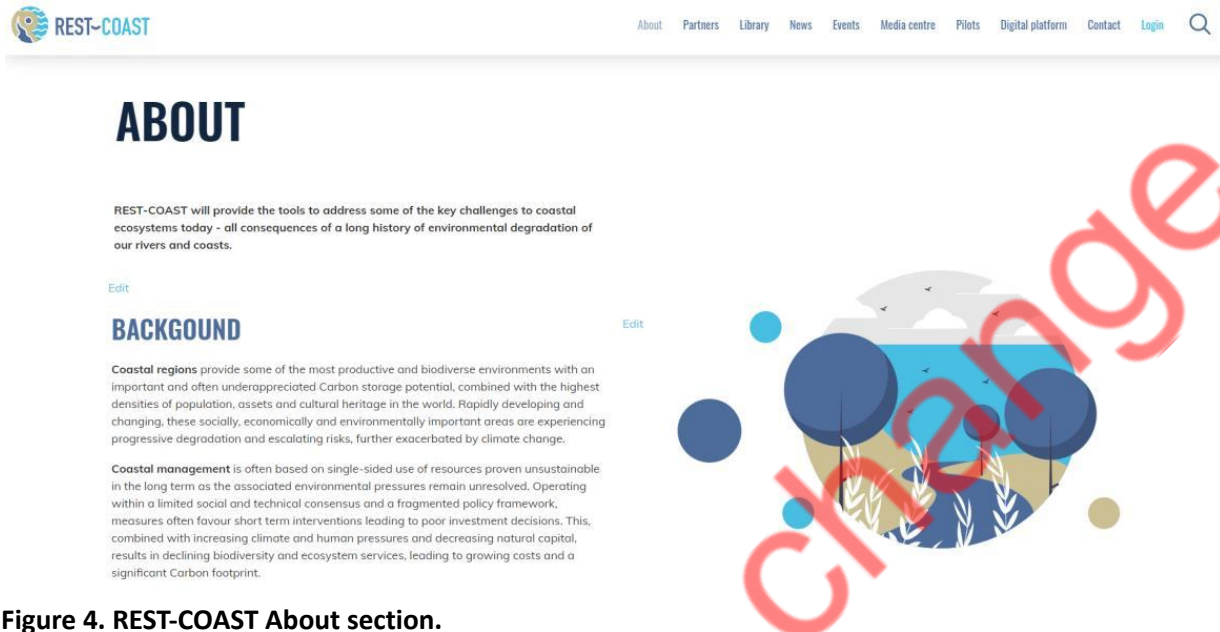 REST~COAST
About Partners Library News Events Media centre Pilots Digital platform Contact Login
ABOUT
REST-COAST will provide the tools to address some of the key challenges to coastal
ecosystems today - all consequences of a long history of environmental degradation of
our rivers and coasts.
Edit
BACKGOUND
Edit
Coastal regions provide some of the most productive and biodiverse environments with an
important and often underappreciated Carbon storage potential, combined with the highest
densities of population, assets and cultural heritage in the world. Rapidly developing and
changing, these socially, economically and environmentally important areas are experiencing
progressive degradation and escalating risks, further exacerbated by climate change.
Coastal management is often based on single-sided use of resources proven unsustainable
in the long term as the associated environmental pressures remain unresolved. Operating
within a limited social and technical consensus and a fragmented policy framework,
measures often favour short term interventions leading to poor investment decisions. This,
combined with increasing climate and human pressures and decreasing natural capital,
results in declining biodiversity and ecosystem services, leading to growing costs and a
significant Carbon footprint.
change
Figure 4. REST-COAST About section.